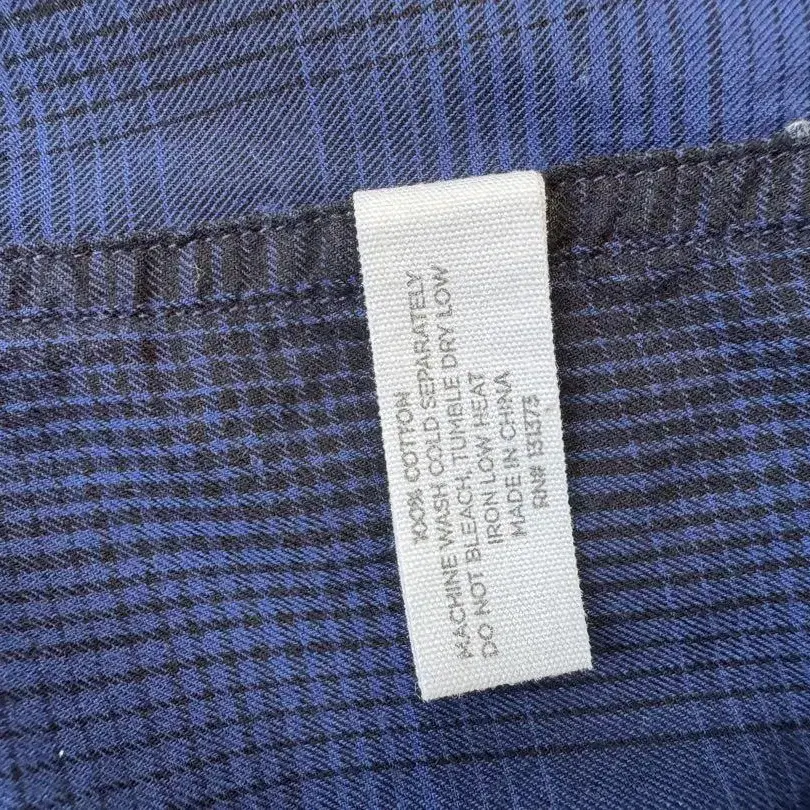 100% COTTON
MACHINE WASH COLD SEPARATELY
DO NOT BLEACH, TUMBLE DRY LOW
IRON LOW HEAT
MADE IN CHINA
RN# 131373